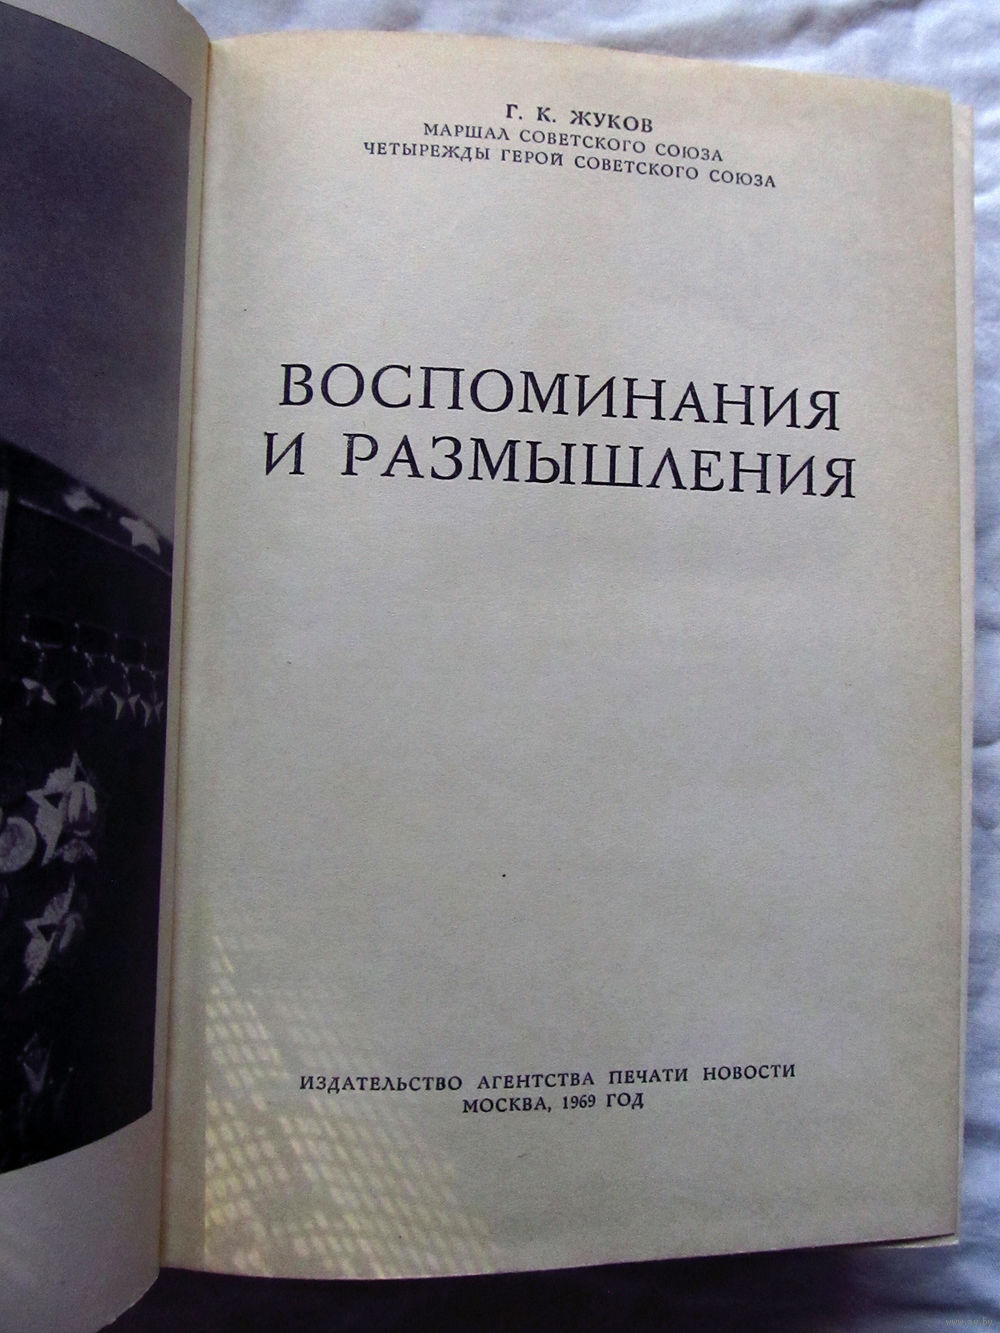 Г. К. ЖУКОВ
МАРШАЛ СОВЕТСКОГО СОЮЗА
ЧЕТЫРЕЖДЫ ГЕРОЙ СОВЕТСКОГО СОЮЗА
ВОСПОМИНАНИЯ
И РАЗМЫШЛЕНИЯ
ИЗДАТЕЛЬСТВО АГЕНТСТВА ПЕЧАТИ НОВОСТИ
МОСКВА, 1969 ГОД